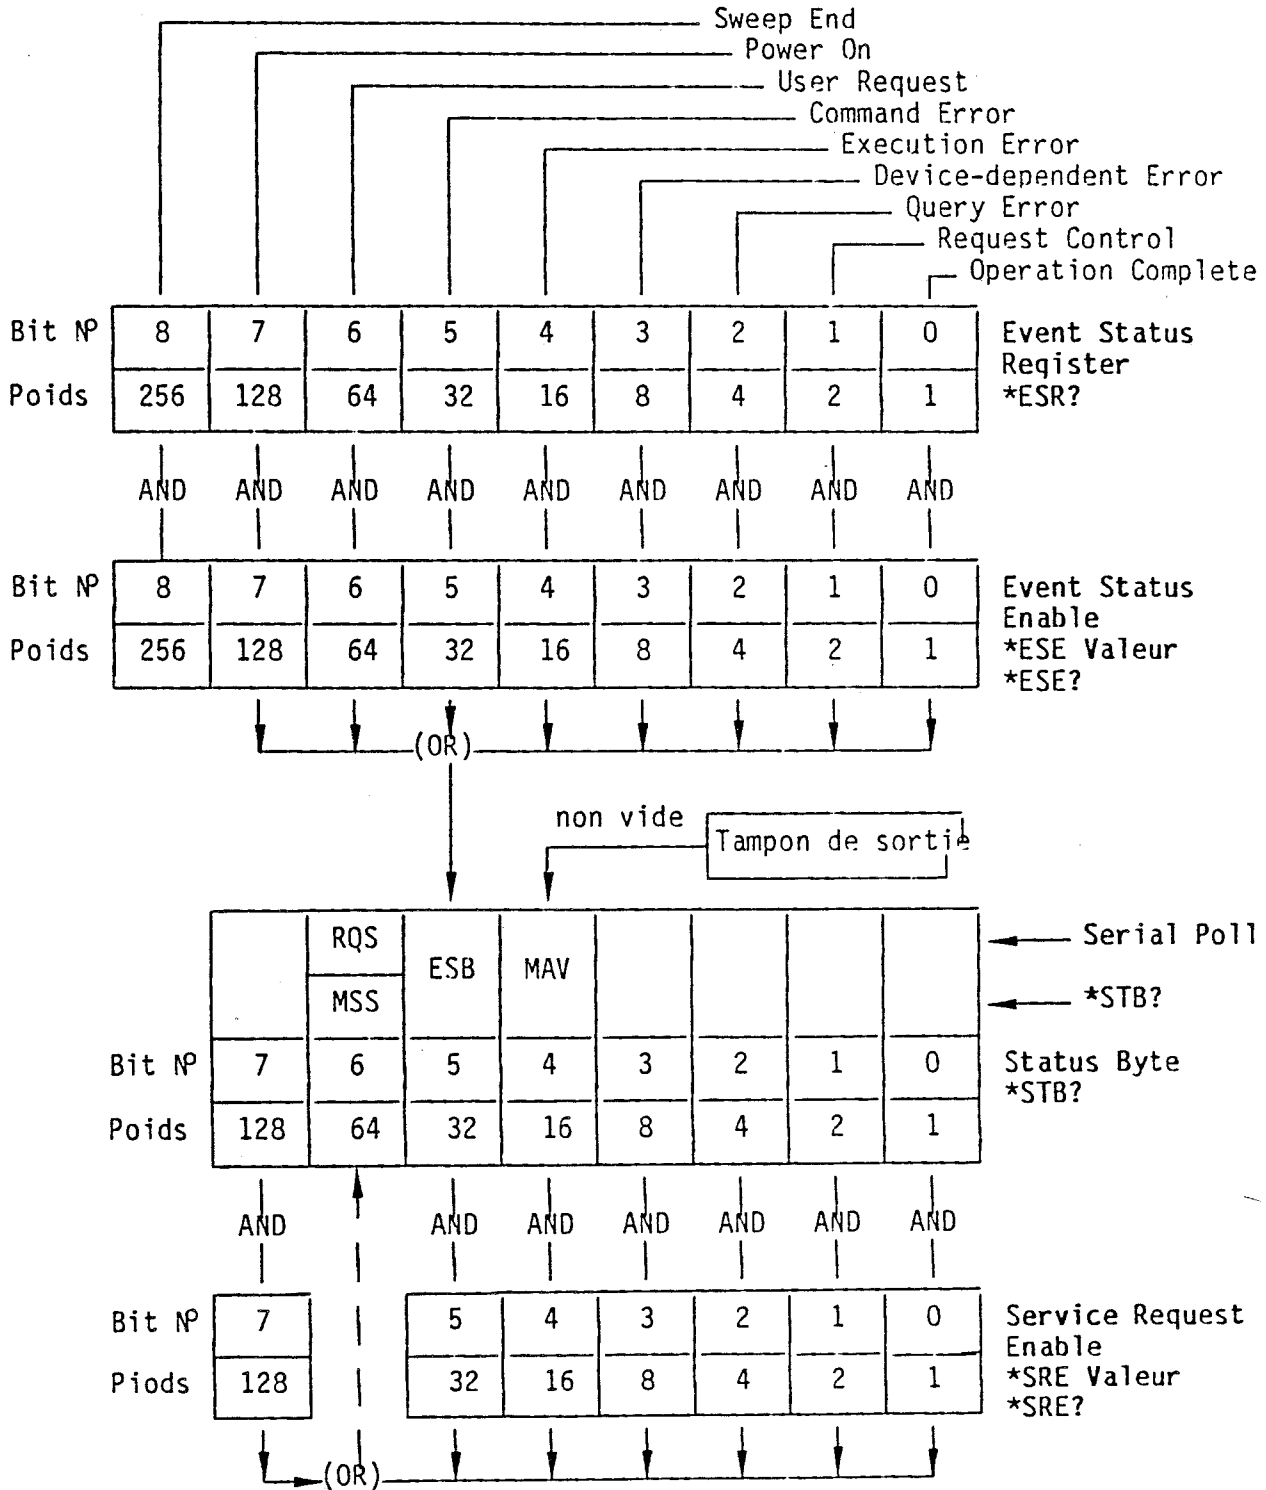 Sweep End
Power On
User Request
Command Error
Execution Error
Device-dependent Error
Query Error
Request Control
Operation Complete
Bit Nº 8 7 6 5 4 3 2 1 0 Event Status
Register
Poids 256 128 64 32 16 8 4 2 1 *ESR?
AND AND AND AND AND AND AND AND AND
Bit Nº 8 7 6 5 4 3 2 1 0 Event Status
Enable
Poids 256 128 64 32 16 8 4 2 1 *ESE Valeur
*ESE?
(OR)
non vide
Tampon de sortie
RQS ESB MAV Serial Poll
MSS *STB?
Bit Nº 7 6 5 4 3 2 1 0 Status Byte
*STB?
Poids 128 64 32 16 8 4 2 1
AND AND AND AND AND AND AND
Bit Nº 7 5 4 3 2 1 0 Service Request
Enable
Piods 128 32 16 8 4 2 1 *SRE Valeur
*SRE?
(OR)